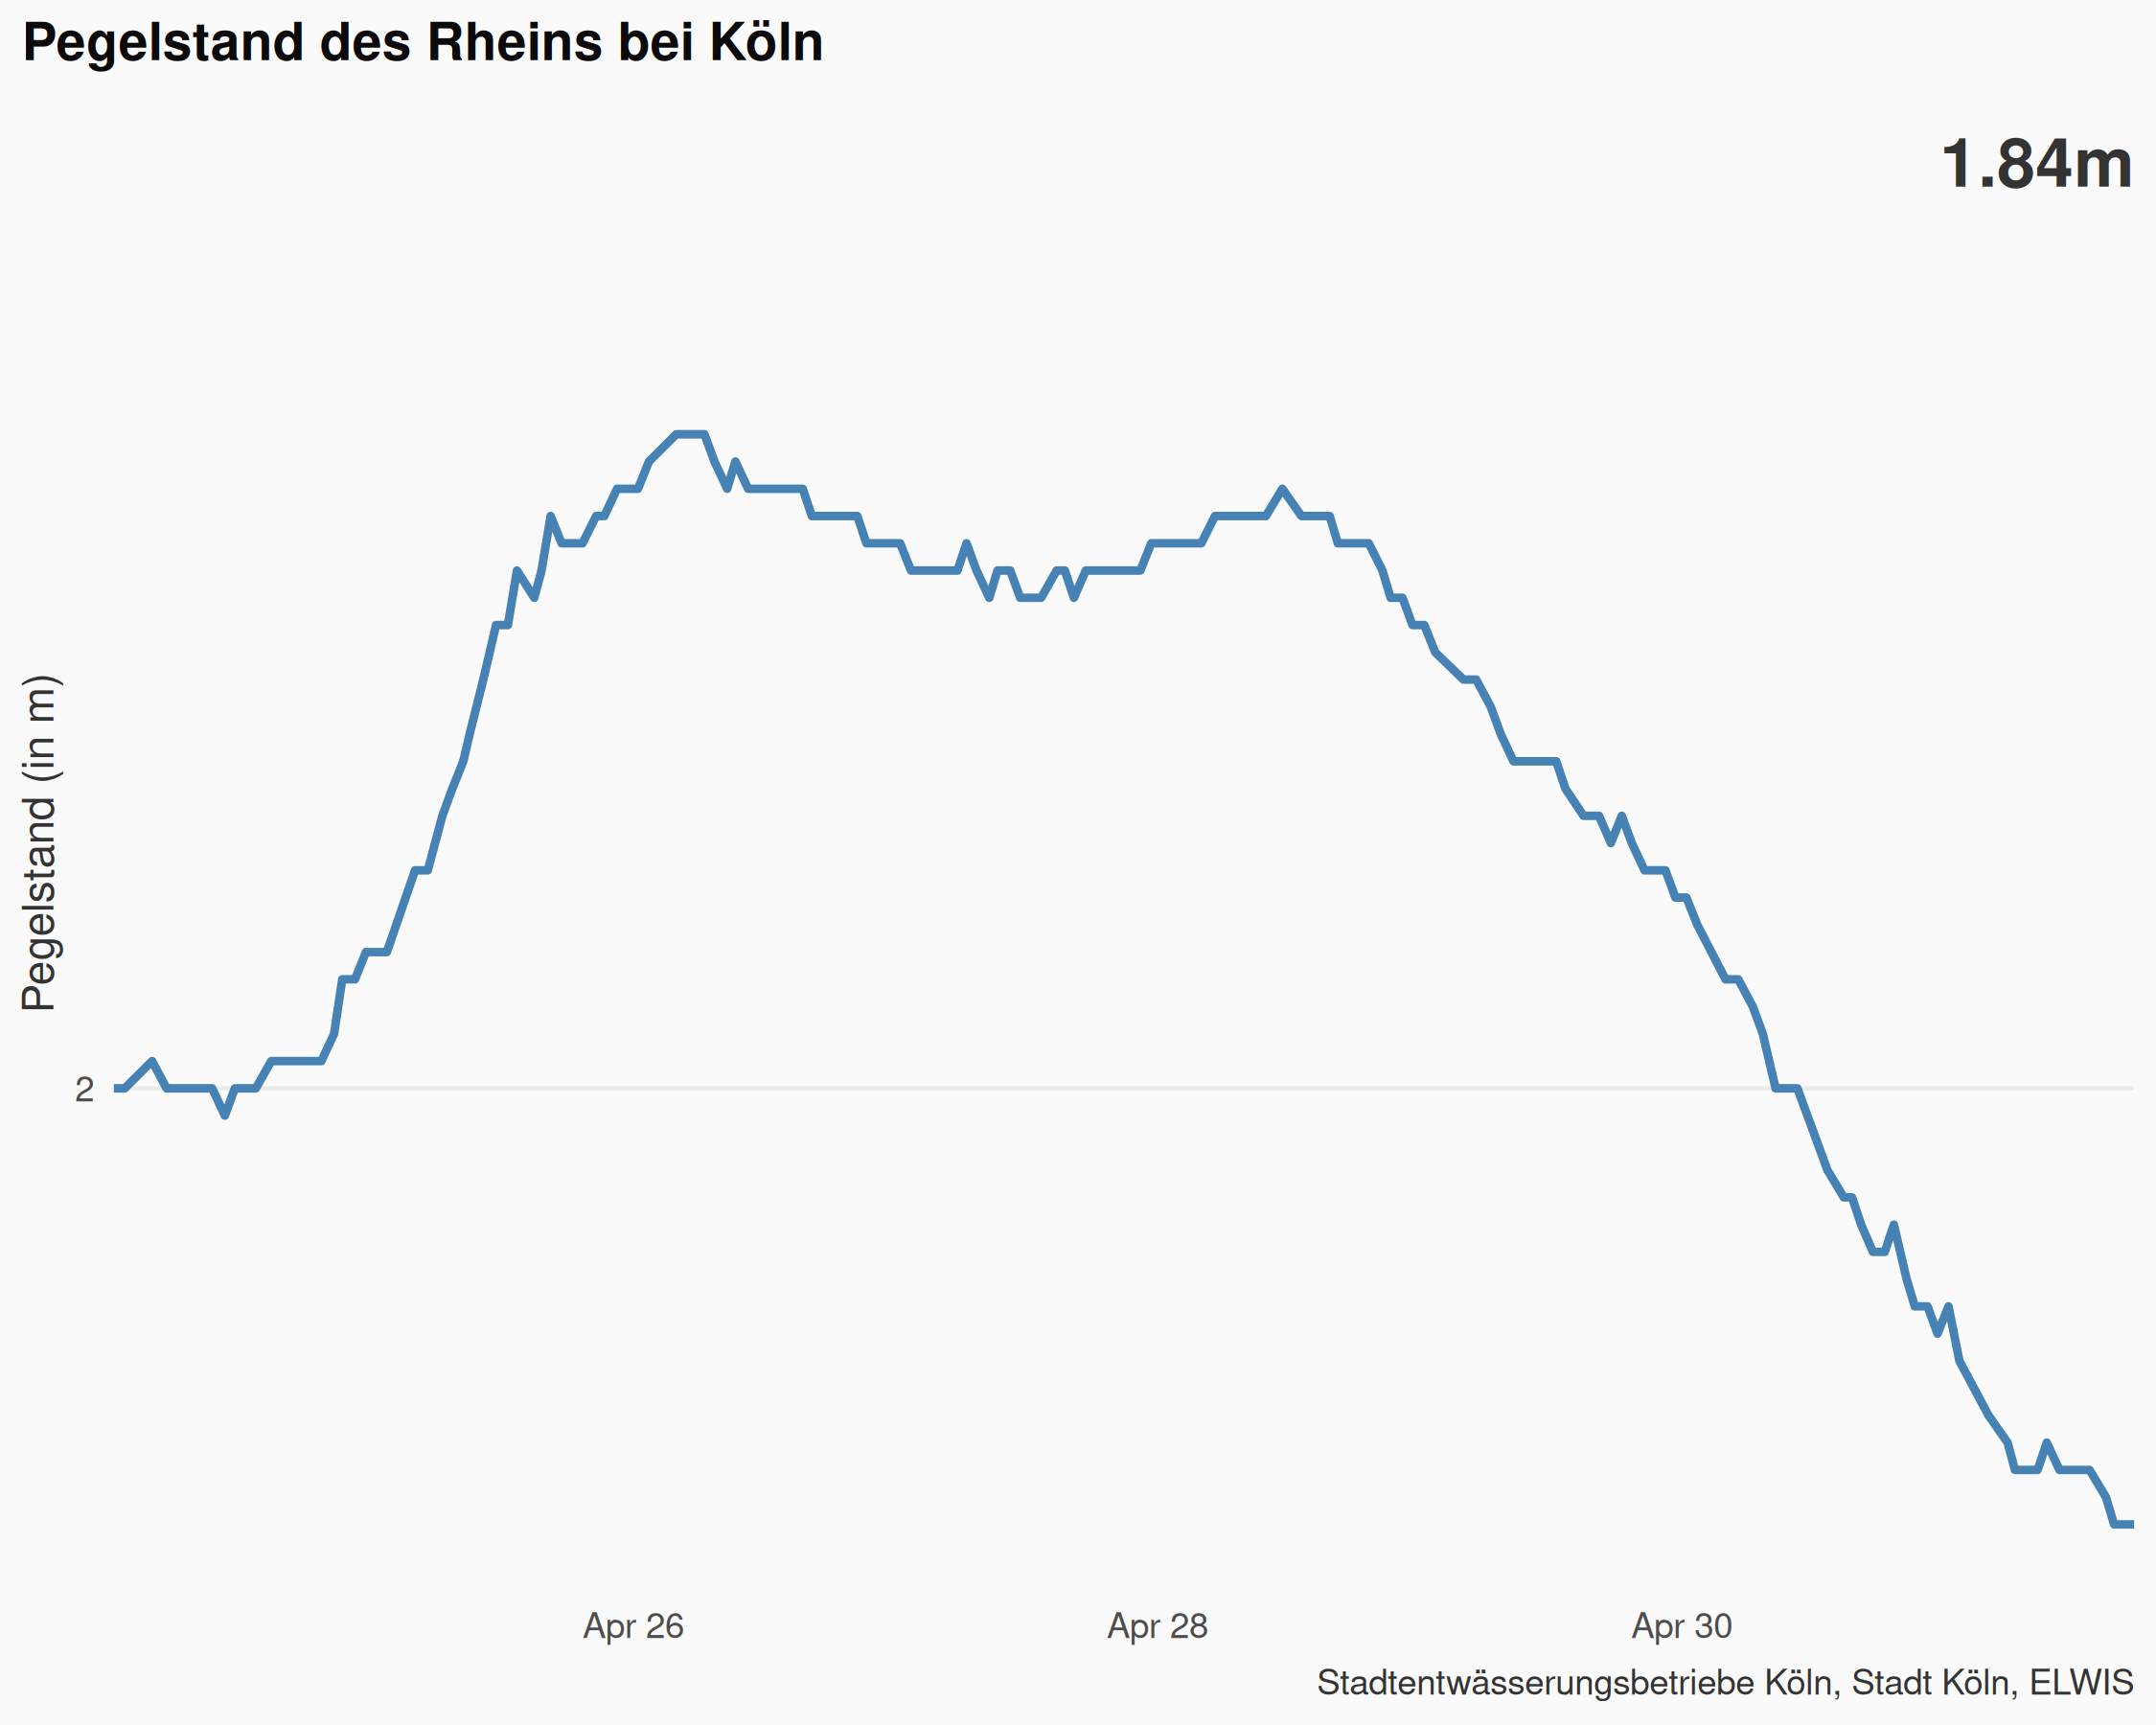 Pegelstand des Rheins bei Köln
1.84m
Pegelstand (in m)
2
Apr 26
Apr 28
Apr 30
Stadtentwässerungsbetriebe Köln, Stadt Köln, ELWIS